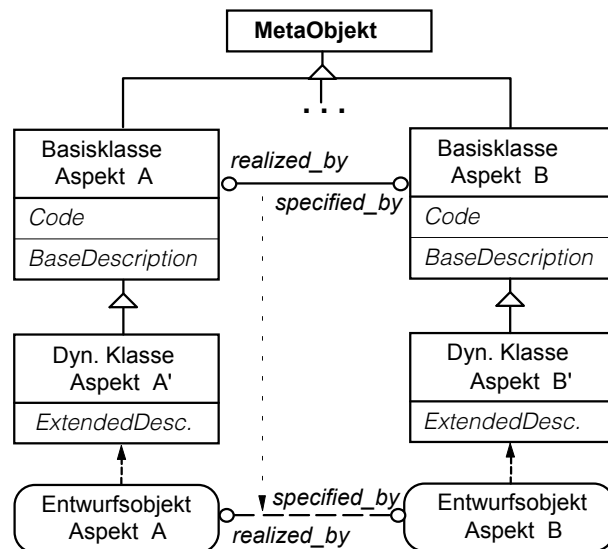 MetaObjekt
. . .
Basisklasse
Aspekt A
Code
BaseDescription
realized_by
specified_by
Basisklasse
Aspekt B
Code
BaseDescription
Dyn. Klasse
Aspekt A'
ExtendedDesc.
Dyn. Klasse
Aspekt B'
ExtendedDesc.
Entwurfsobjekt
Aspekt A
specified_by
realized_by
Entwurfsobjekt
Aspekt B